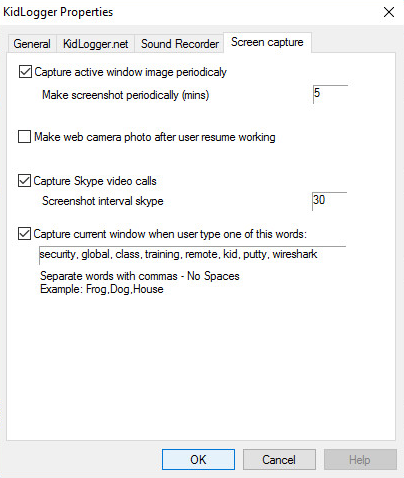 KidLogger Properties
General KidLogger.net Sound Recorder Screen capture
Capture active window image periodicaly
Make screenshot periodically (mins) 5
Make web camera photo after user resume working
Capture Skype video calls
Screenshot interval skype 30
Capture current window when user type one of this words:
security, global, class, training, remote, kid, putty, wireshark
Separate words with commas - No Spaces
Example: Frog,Dog,House
OK Cancel Help